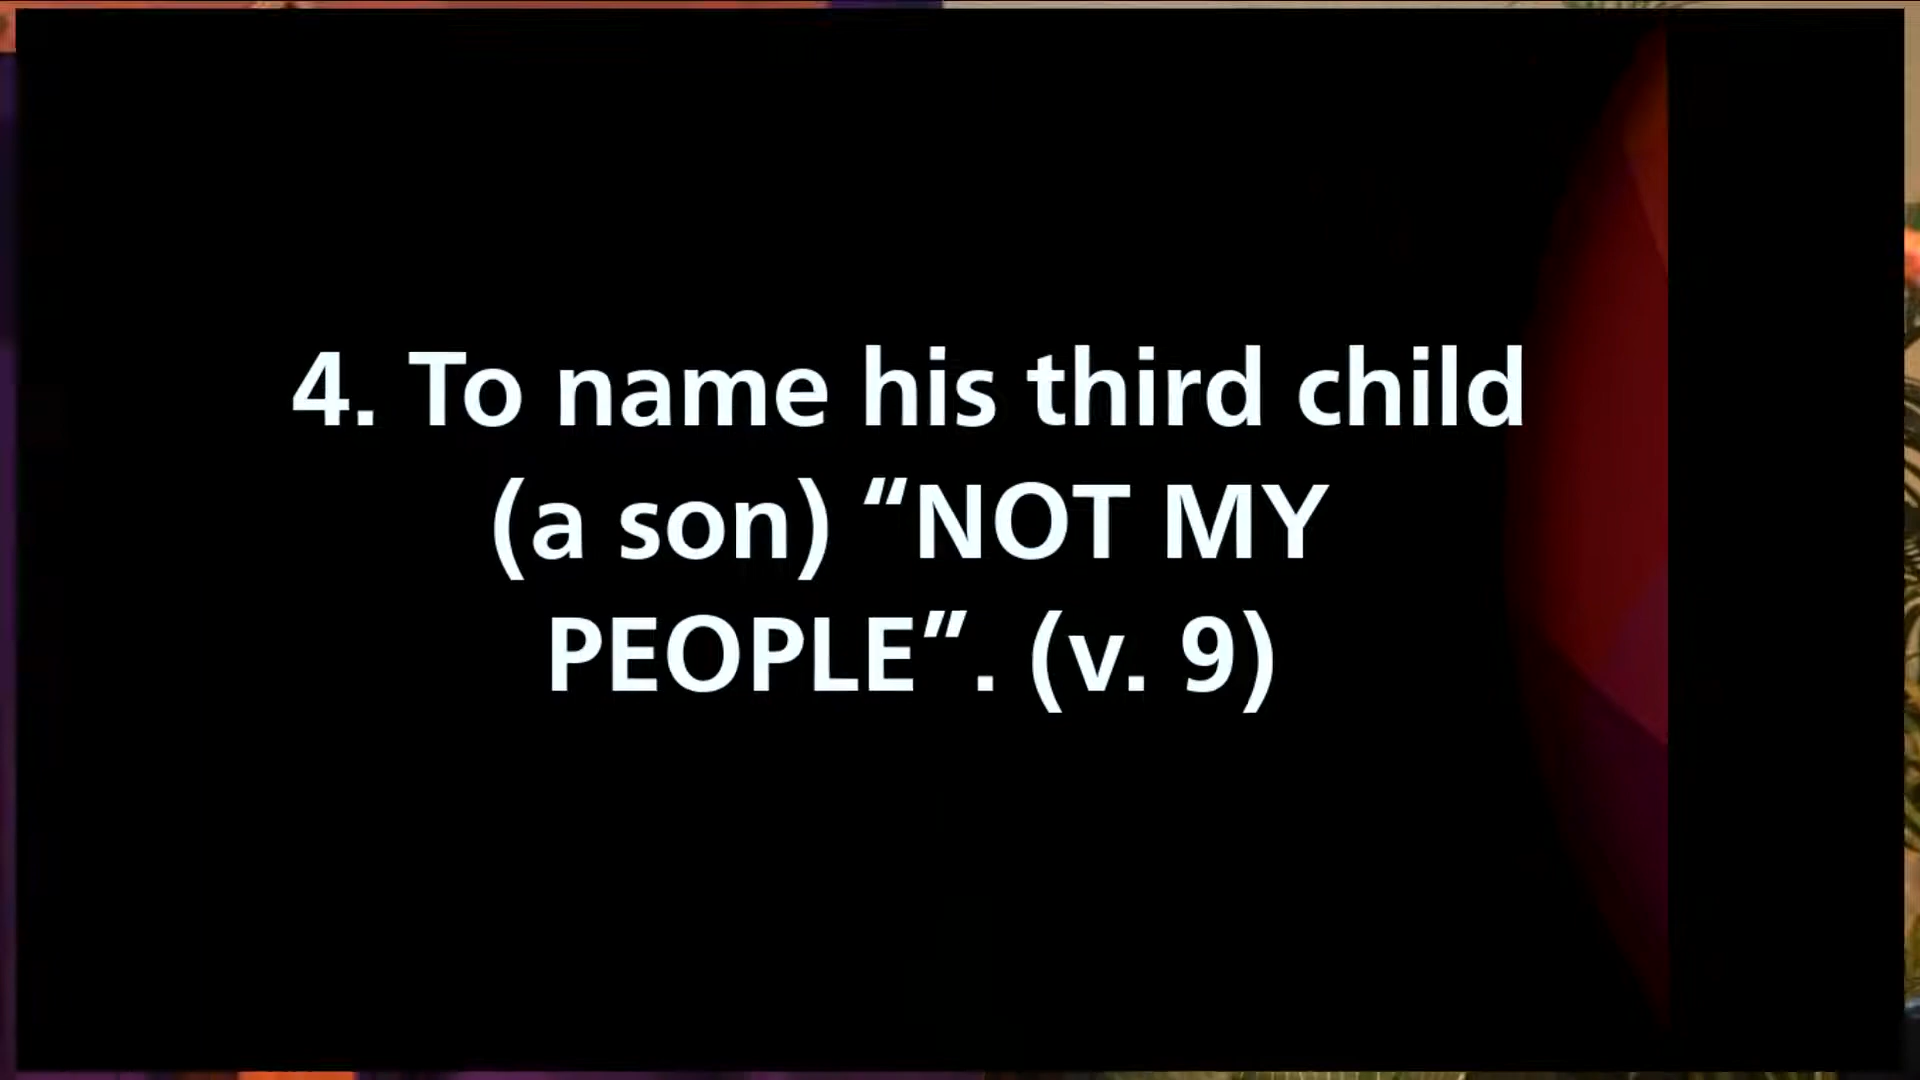 4. To name his third child
(a son) “NOT MY
PEOPLE”. (v. 9)